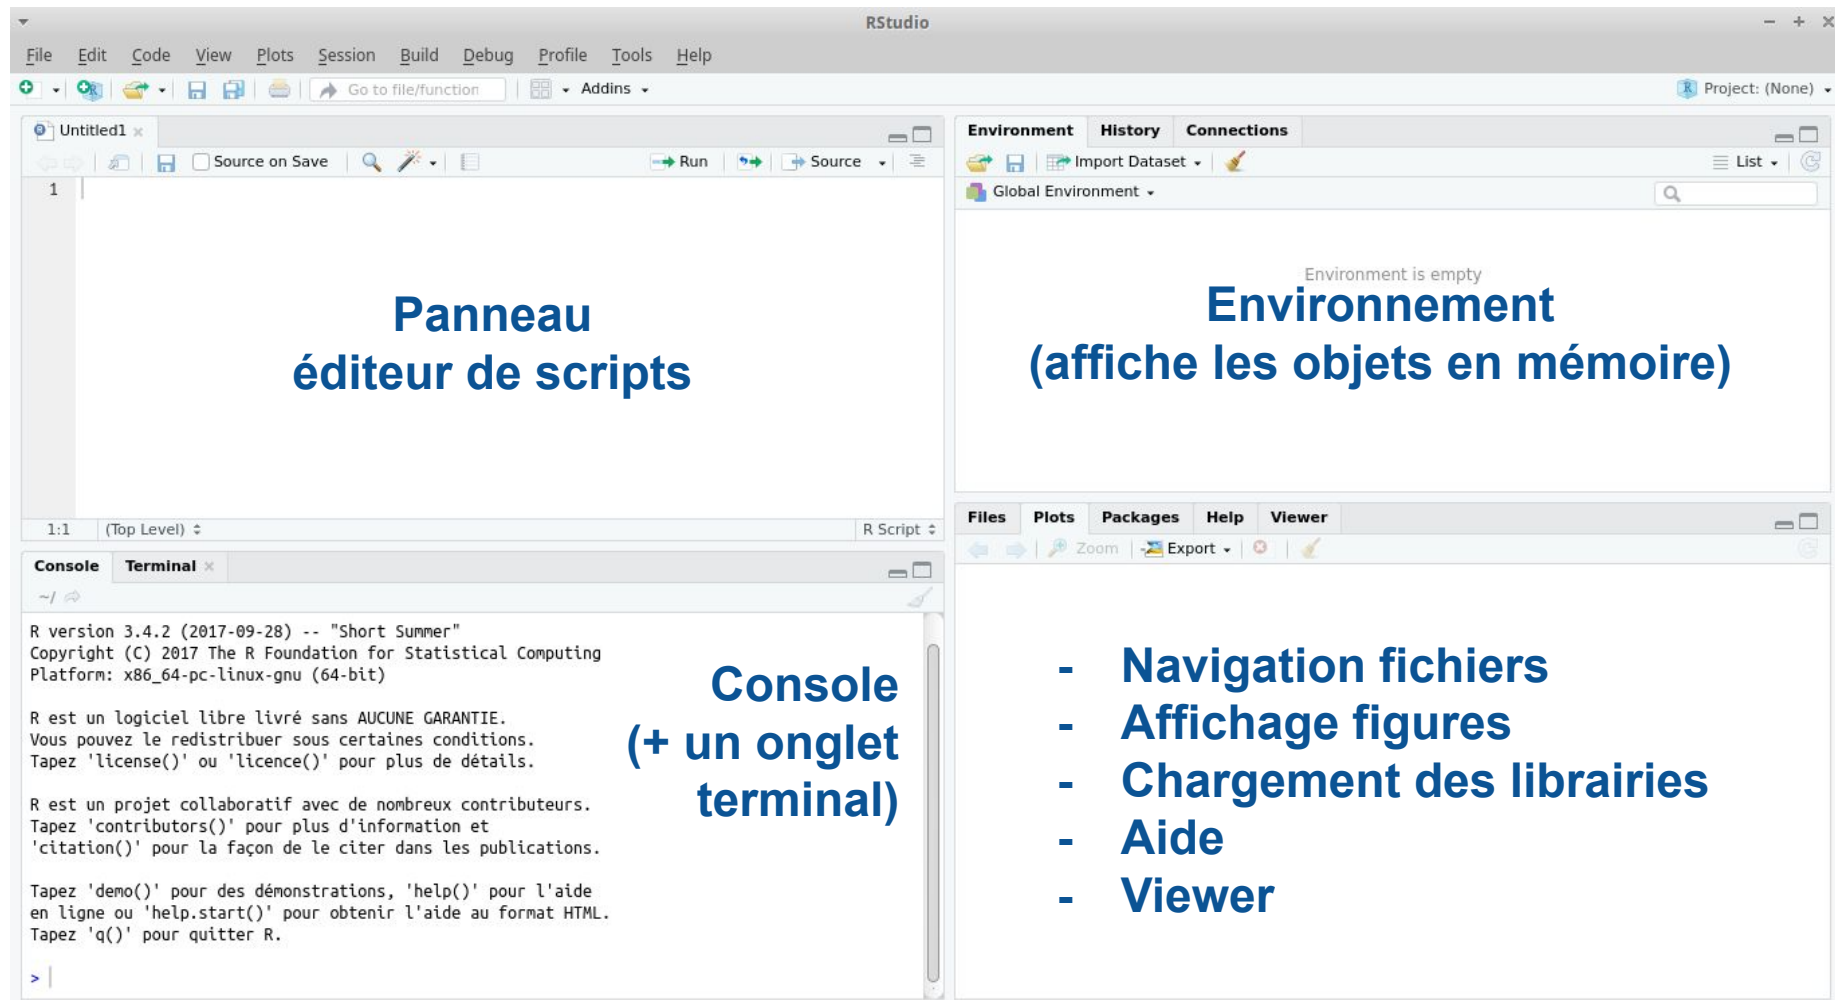 RStudio
File Edit Code View Plots Session Build Debug Profile Tools Help
Go to file/function Addins Project: (None)
Untitled1
Source on Save Run Source
1
Panneau
éditeur de scripts
1:1 (Top Level) R Script
Console Terminal
~/
R version 3.4.2 (2017-09-28) -- "Short Summer"
Copyright (C) 2017 The R Foundation for Statistical Computing
Platform: x86_64-pc-linux-gnu (64-bit)
R est un logiciel libre livré sans AUCUNE GARANTIE.
Vous pouvez le redistribuer sous certaines conditions.
Tapez 'license()' ou 'licence()' pour plus de détails.
R est un projet collaboratif avec de nombreux contributeurs.
Tapez 'contributors()' pour plus d'information et
'citation()' pour la façon de le citer dans les publications.
Tapez 'demo()' pour des démonstrations, 'help()' pour l'aide
en ligne ou 'help.start()' pour obtenir l'aide au format HTML.
Tapez 'q()' pour quitter R.
>
Console
(+ un onglet
terminal)
Environment History Connections
Import Dataset List
Global Environment
Environment is empty
Environnement
(affiche les objets en mémoire)
Files Plots Packages Help Viewer
Zoom Export
- Navigation fichiers
- Affichage figures
- Chargement des librairies
- Aide
- Viewer